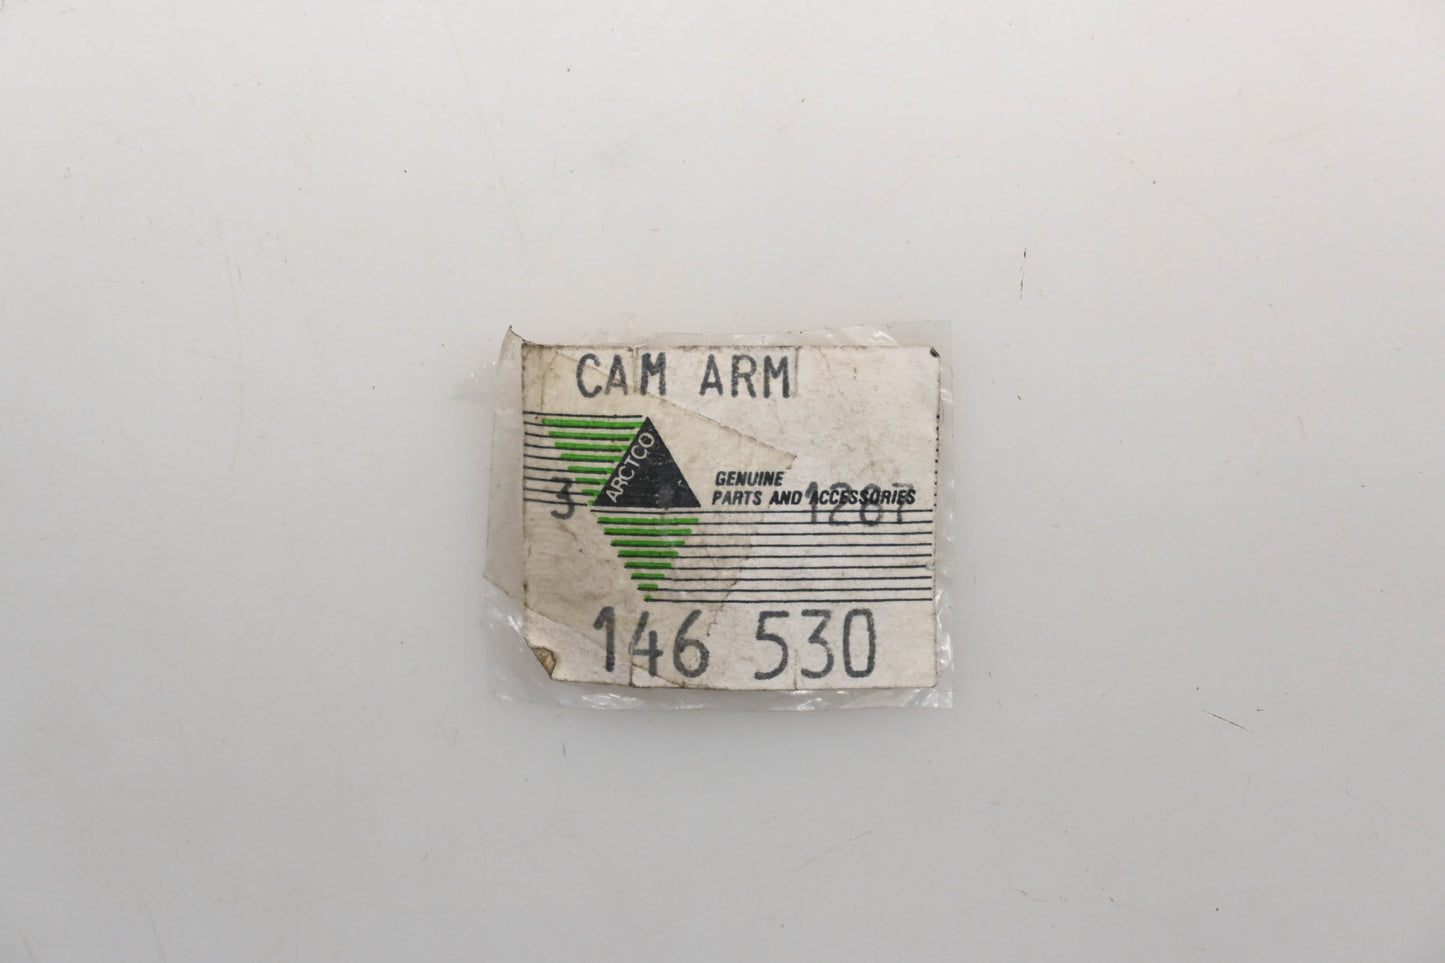 CAM ARM
ARCTCO
GENUINE
PARTS AND ACCESSORIES
3 1287
146 530